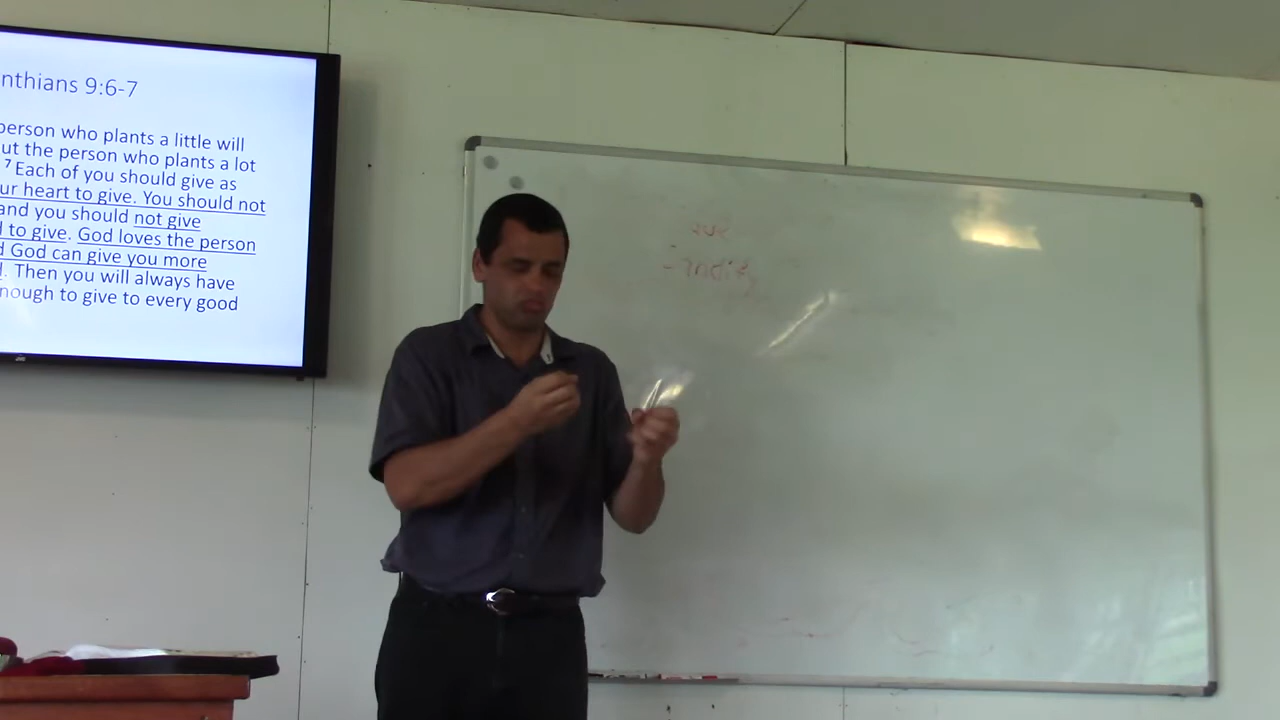 nthians 9:6-7
person who plants a little will
ut the person who plants a lot
7 Each of you should give as
ur heart to give. You should not
and you should not give
d to give. God loves the person
d God can give you more
. Then you will always have
nough to give to every good